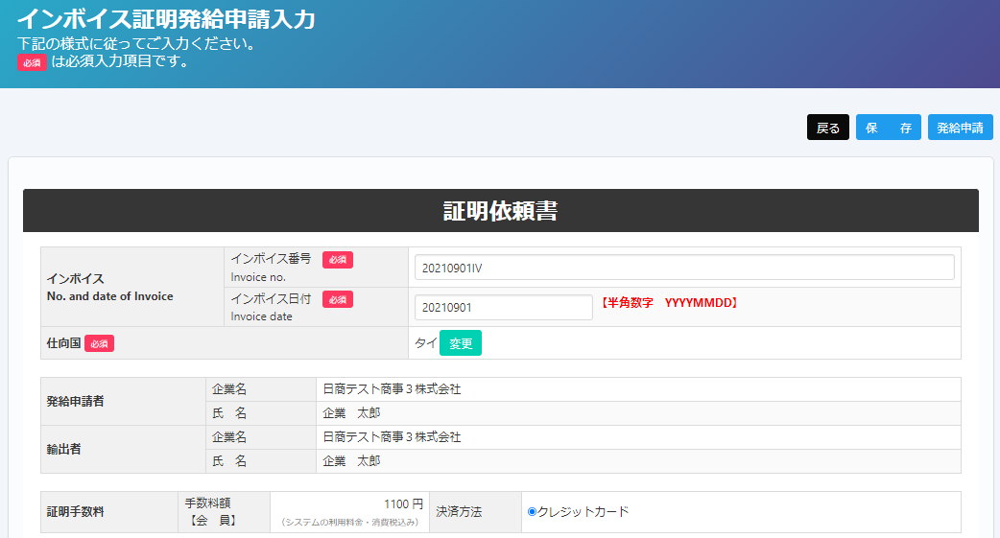 インボイス証明発給申請入力
下記の様式に従ってご入力ください。
必須 は必須入力項目です。
戻る 保　　存 発給申請
証明依頼書
インボイス
No. and date of Invoice
インボイス番号 必須
Invoice no.
20210901IV
インボイス日付 必須
Invoice date
20210901
【半角数字　YYYYMMDD】
仕向国 必須
タイ 変更
発給申請者
企業名
日商テスト商事３株式会社
氏　名
企業　太郎
輸出者
企業名
日商テスト商事３株式会社
氏　名
企業　太郎
証明手数料
手数料額
【会　員】
1100 円
（システムの利用料金・消費税込み）
決済方法
クレジットカード